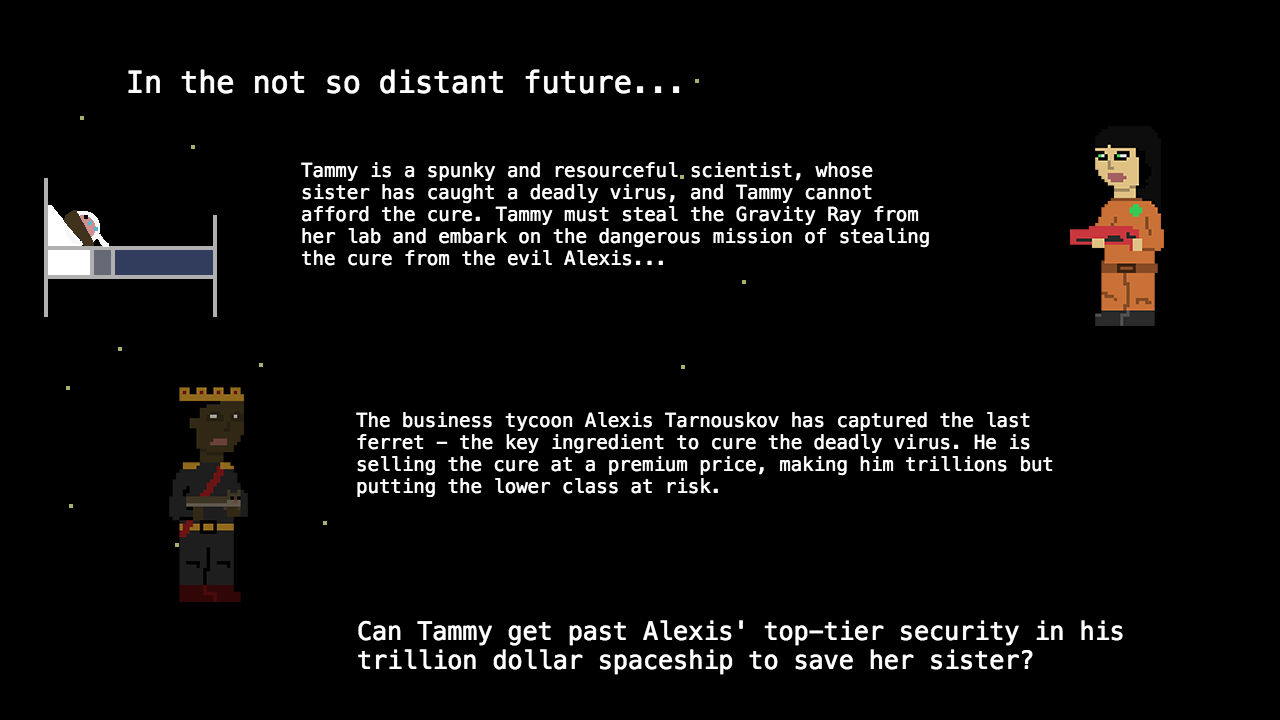 In the not so distant future...
Tammy is a spunky and resourceful scientist, whose
sister has caught a deadly virus, and Tammy cannot
afford the cure. Tammy must steal the Gravity Ray from
her lab and embark on the dangerous mission of stealing
the cure from the evil Alexis...
The business tycoon Alexis Tarnouskov has captured the last
ferret – the key ingredient to cure the deadly virus. He is
selling the cure at a premium price, making him trillions but
putting the lower class at risk.
Can Tammy get past Alexis' top–tier security in his
trillion dollar spaceship to save her sister?